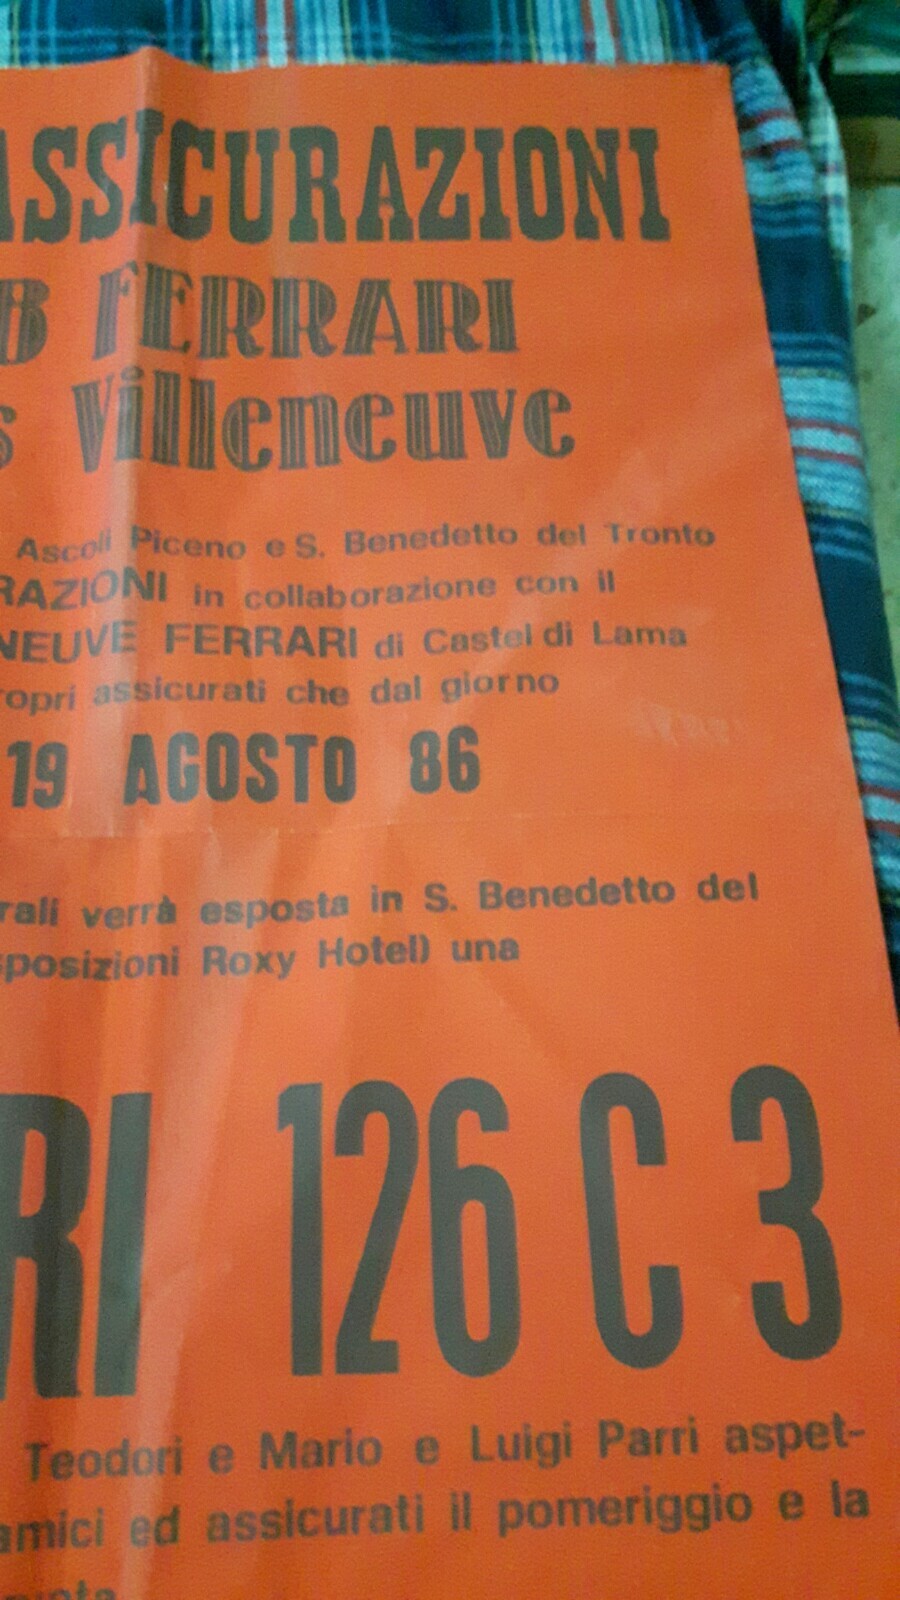 ASSICURAZIONI
B FERRARI
s Villeneuve
Ascoli Piceno e S. Benedetto del Tronto
RAZIONI in collaborazione con il
NEUVE FERRARI di Castel di Lama
ropri assicurati che dal giorno
19 AGOSTO 86
rali verrà esposta in S. Benedetto del
sposizioni Roxy Hotel) una
RI 126 C 3
Teodori e Mario e Luigi Parri aspet-
amici ed assicurati il pomeriggio e la